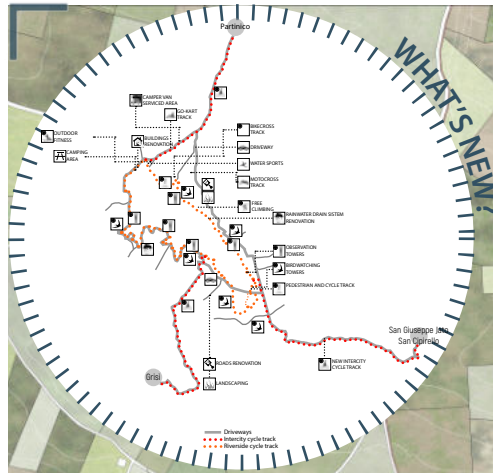 Partinico
WHAT'S NEW?
CAMPER VAN
SERVICED AREA
GO-KART
TRACK
OUTDOOR
FITNESS
BUILDINGS
RENOVATION
CAMPING
AREA
BIKECROSS
TRACK
DRIVEWAY
WATER SPORTS
MOTOCROSS
TRACK
FREE
CLIMBING
RAINWATER DRAIN SISTEM
RENOVATION
OBSERVATION
TOWERS
BIRDWATCHING
TOWERS
PEDESTRIAN AND CYCLE TRACK
San Giuseppe Jato
San Cipirello
NEW INTERCITY
CYCLE TRACK
ROADS RENOVATION
Grisì
LANDSCAPING
Driveways
Intercity cycle track
Riverside cycle track